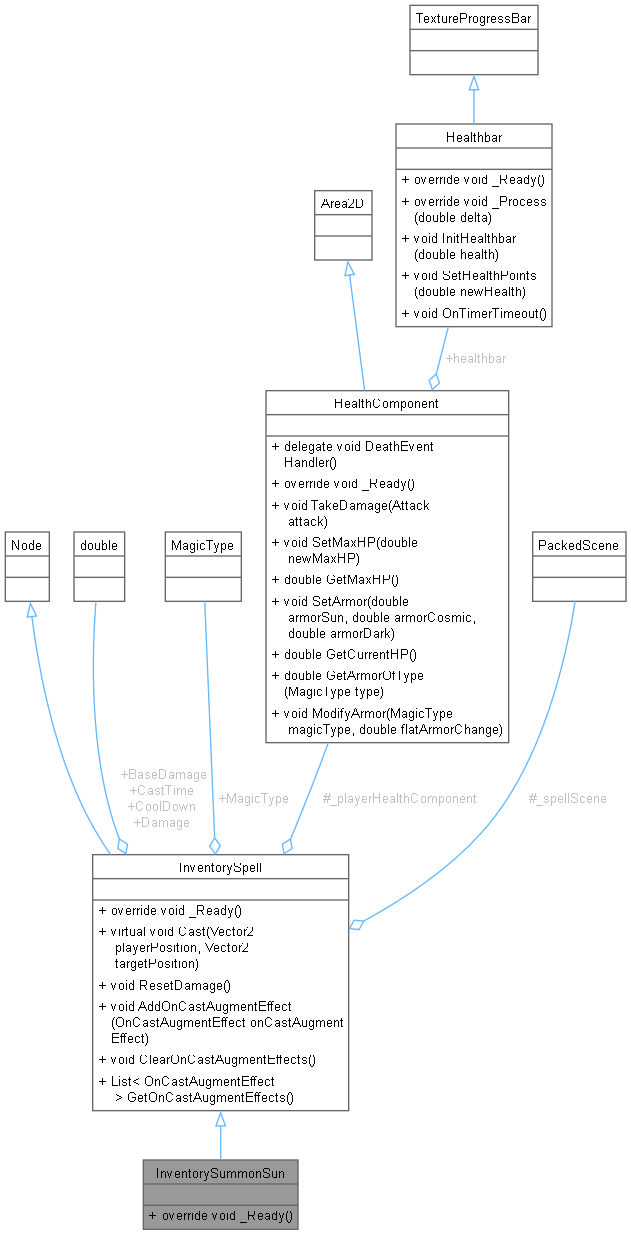 TextureProgressBar
Healthbar
+ override void _Ready()
+ override void _Process
(double delta)
+ void InitHealthbar
(double health)
+ void SetHealthPoints
(double newHealth)
+ void OnTimerTimeout()
Area2D
+healthbar
HealthComponent
+ delegate void DeathEvent
Handler()
+ override void _Ready()
+ void TakeDamage(Attack
attack)
+ void SetMaxHP(double
newMaxHP)
+ double GetMaxHP()
+ void SetArmor(double
armorSun, double armorCosmic,
double armorDark)
+ double GetCurrentHP()
+ double GetArmorOfType
(MagicType type)
+ void ModifyArmor(MagicType
magicType, double flatArmorChange)
Node
double
MagicType
PackedScene
+BaseDamage
+CastTime
+CoolDown
+Damage
+MagicType
#_playerHealthComponent
#_spellScene
InventorySpell
+ override void _Ready()
+ virtual void Cast(Vector2
playerPosition, Vector2
targetPosition)
+ void ResetDamage()
+ void AddOnCastAugmentEffect
(OnCastAugmentEffect onCastAugment
Effect)
+ void ClearOnCastAugmentEffects()
+ List< OnCastAugmentEffect
> GetOnCastAugmentEffects()
InventorySummonSun
+ override void _Ready()